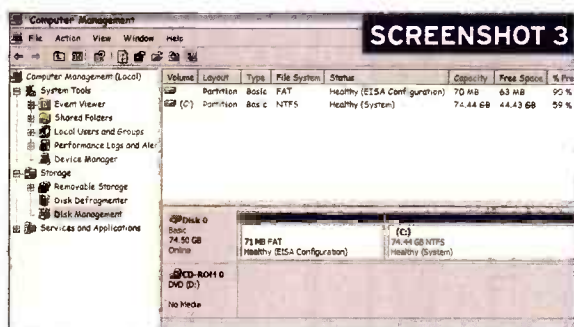 Computer Management
SCREENSHOT 3
File Action View Window Help
Computer Management (Local)
System Tools
Event Viewer
Shared Folders
Local Users and Groups
Performance Logs and Aler
Device Manager
Storage
Removable Storage
Disk Defragmenter
Disk Management
Services and Applications
Volume Layout Type File System Status Capacity Free Space % Fre
Partition Basic FAT Healthy (EISA Configuration) 70 MB 63 MB 90 %
(C:) Partition Basic NTFS Healthy (System) 74.44 GB 44.43 GB 59 %
Disk 0
Basic
74.50 GB
Online
71 MB FAT
Healthy (EISA Configuration)
(C:)
74.44 GB NTFS
Healthy (System)
CD-ROM 0
DVD (D:)
No Media